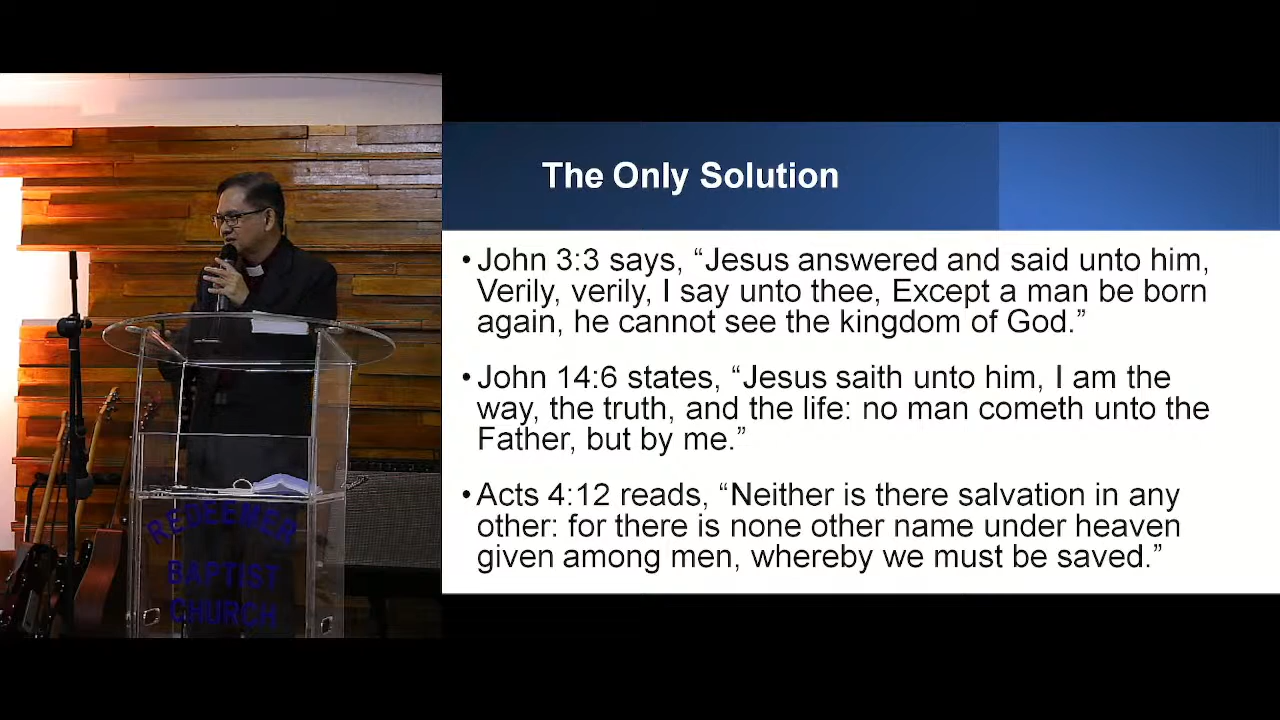 The Only Solution
• John 3:3 says, “Jesus answered and said unto him,
Verily, verily, I say unto thee, Except a man be born
again, he cannot see the kingdom of God.”
• John 14:6 states, “Jesus saith unto him, I am the
way, the truth, and the life: no man cometh unto the
Father, but by me.”
• Acts 4:12 reads, “Neither is there salvation in any
other: for there is none other name under heaven
given among men, whereby we must be saved.”
REDEEMER
BAPTIST
CHURCH